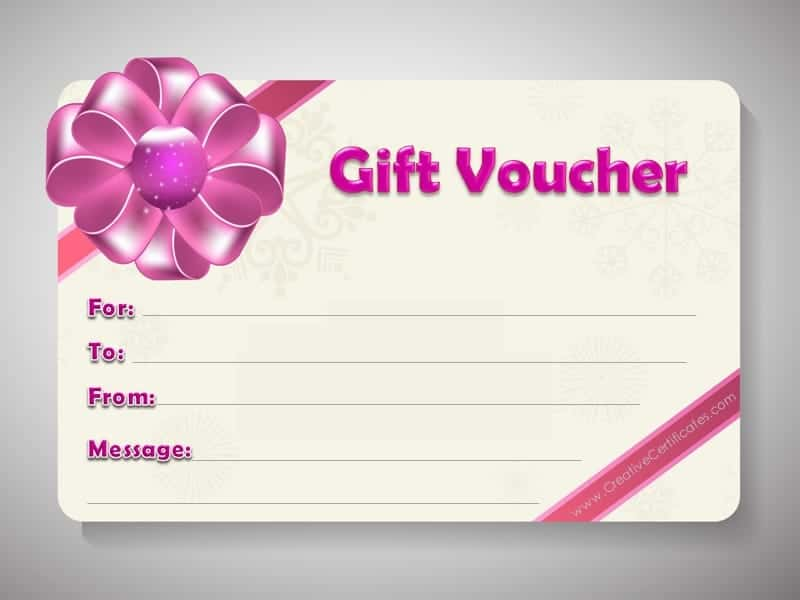 Gift Voucher
For:
To:
From:
Message:
www.CreativeCertificates.com